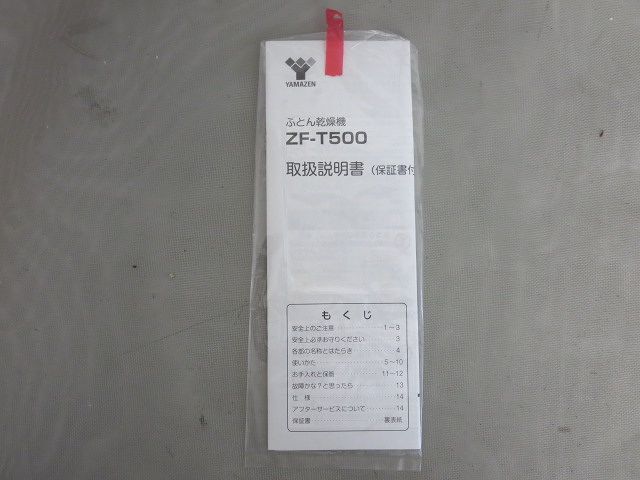 YAMAZEN
ふとん乾燥機
ZF-T500
取扱説明書 (保証書付
もくじ
安全上のご注意 1~3
安全上必ずお守りください 3
各部の名称とはたらき 4
使いかた 5~10
お手入れと保管 11~12
故障かな?と思ったら 13
仕様 14
アフターサービスについて 14
保証書 裏表紙